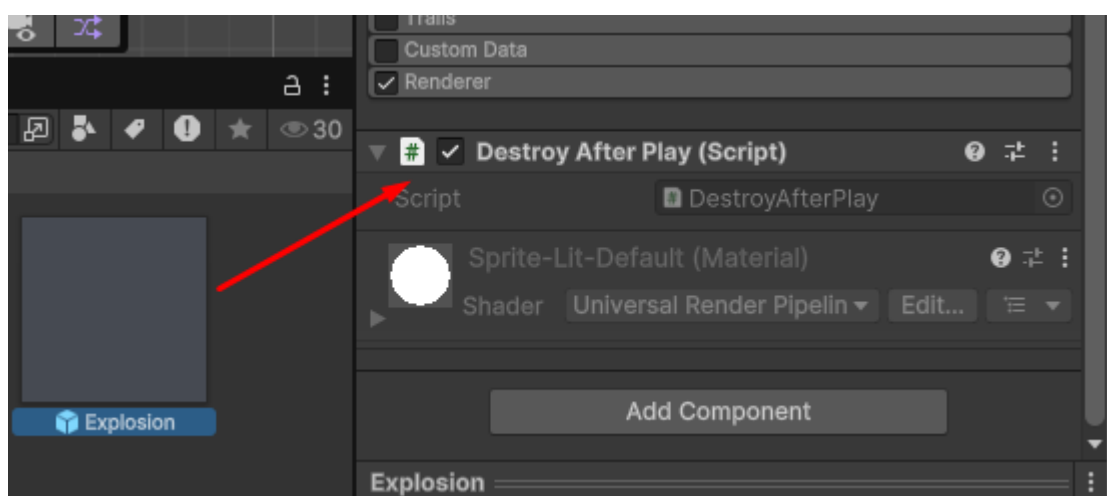 Trails
Custom Data
Renderer
30
# Destroy After Play (Script)
Script # DestroyAfterPlay
Sprite-Lit-Default (Material)
Shader Universal Render Pipelin Edit...
Explosion
Add Component
Explosion